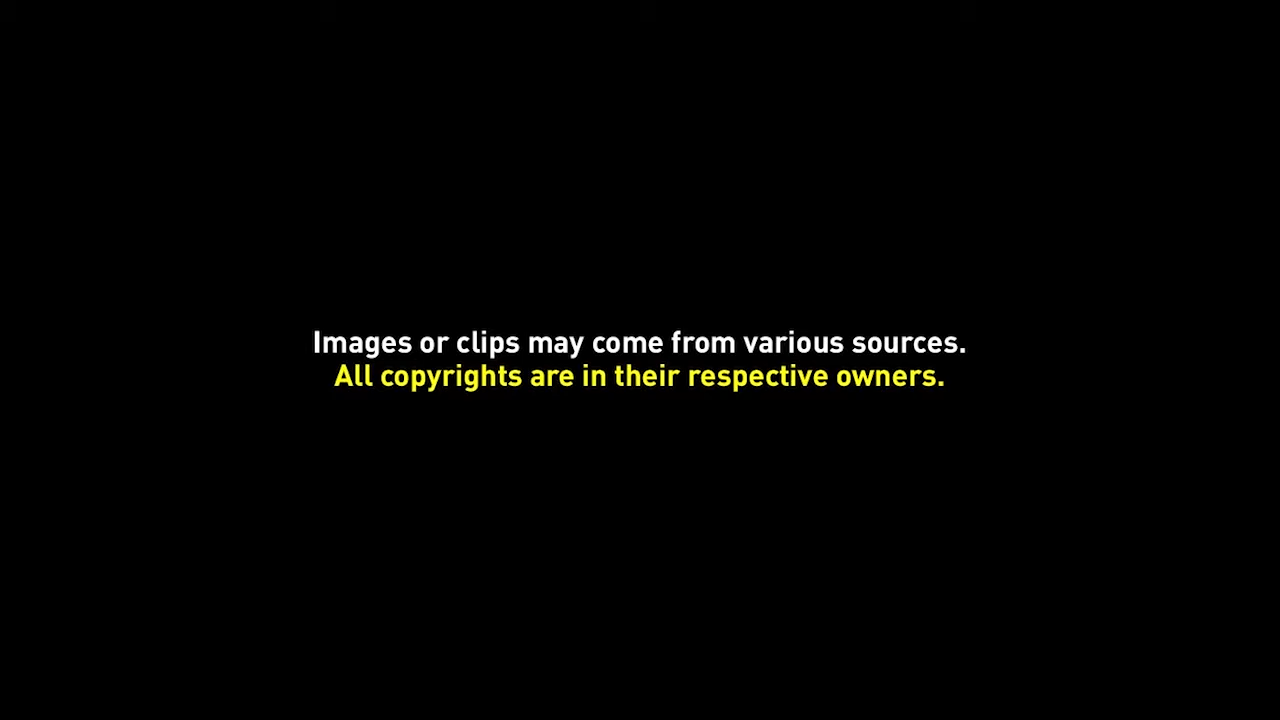 Images or clips may come from various sources.
All copyrights are in their respective owners.